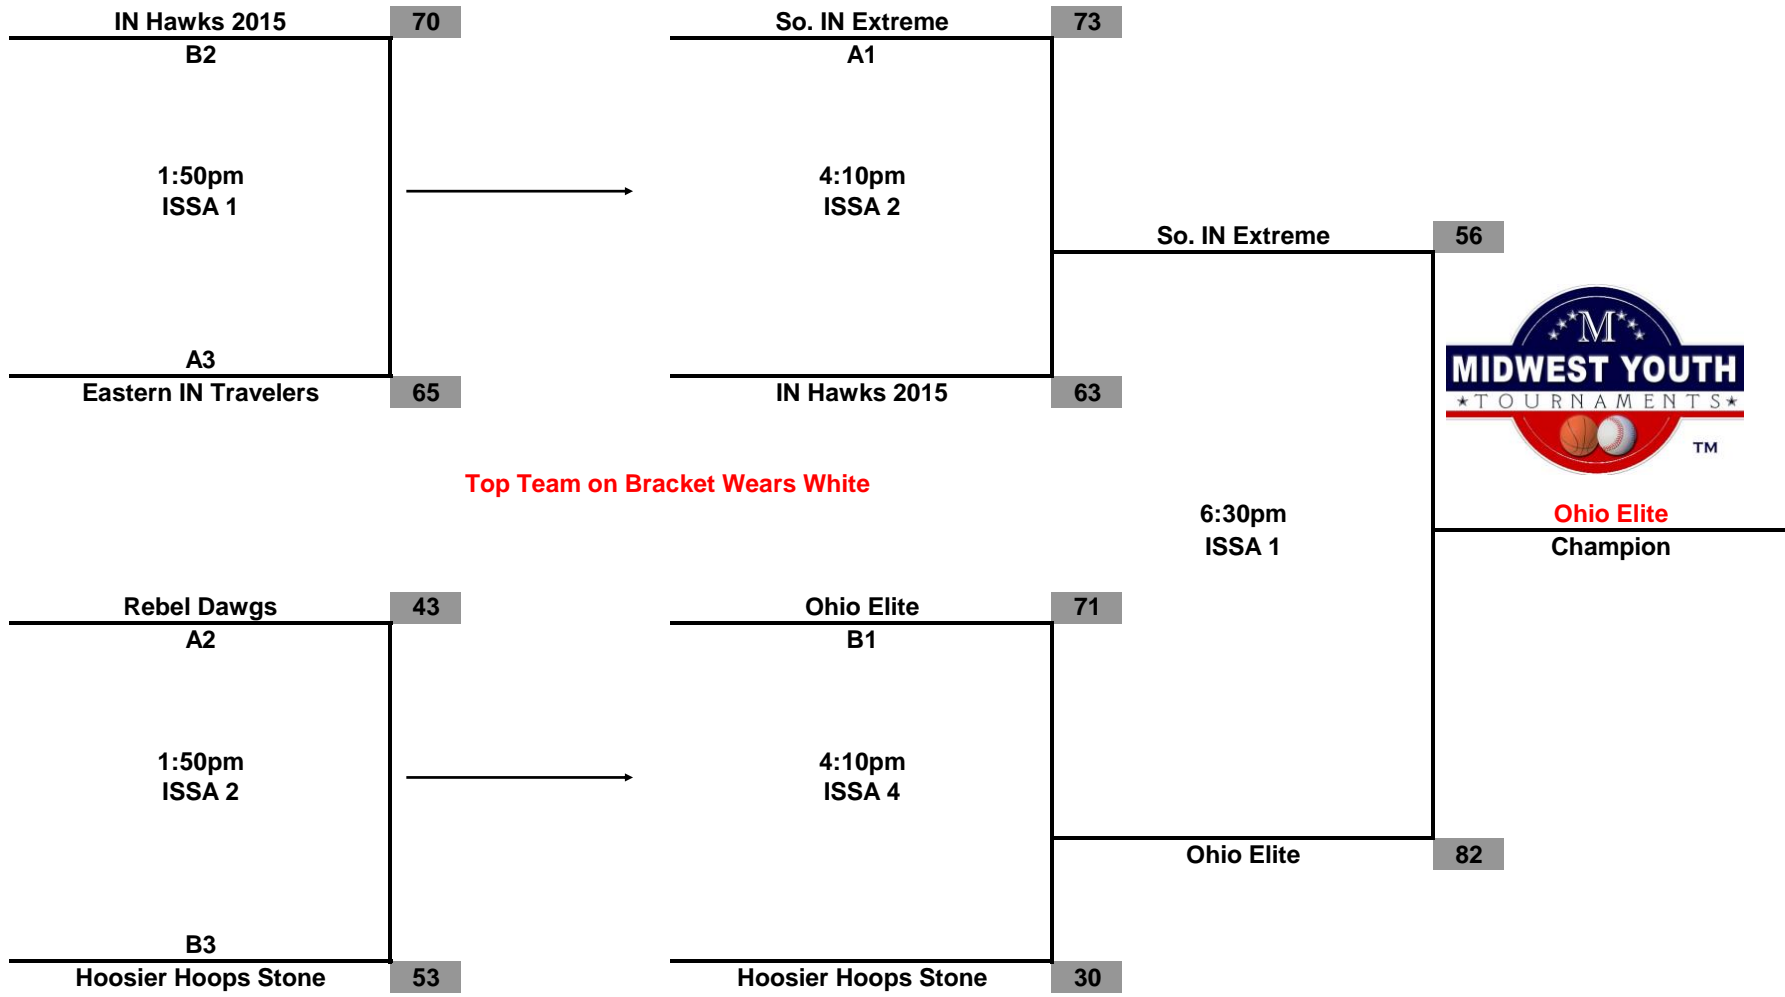 IN Hawks 2015 70
B2
1:50pm
ISSA 1
A3
Eastern IN Travelers 65
So. IN Extreme 73
A1
4:10pm
ISSA 2
IN Hawks 2015 63
So. IN Extreme 56
M
MIDWEST YOUTH
★TOURNAMENTS★
TM
Top Team on Bracket Wears White
6:30pm
ISSA 1
Ohio Elite
Champion
Rebel Dawgs 43
A2
1:50pm
ISSA 2
B3
Hoosier Hoops Stone 53
Ohio Elite 71
B1
4:10pm
ISSA 4
Hoosier Hoops Stone 30
Ohio Elite 82